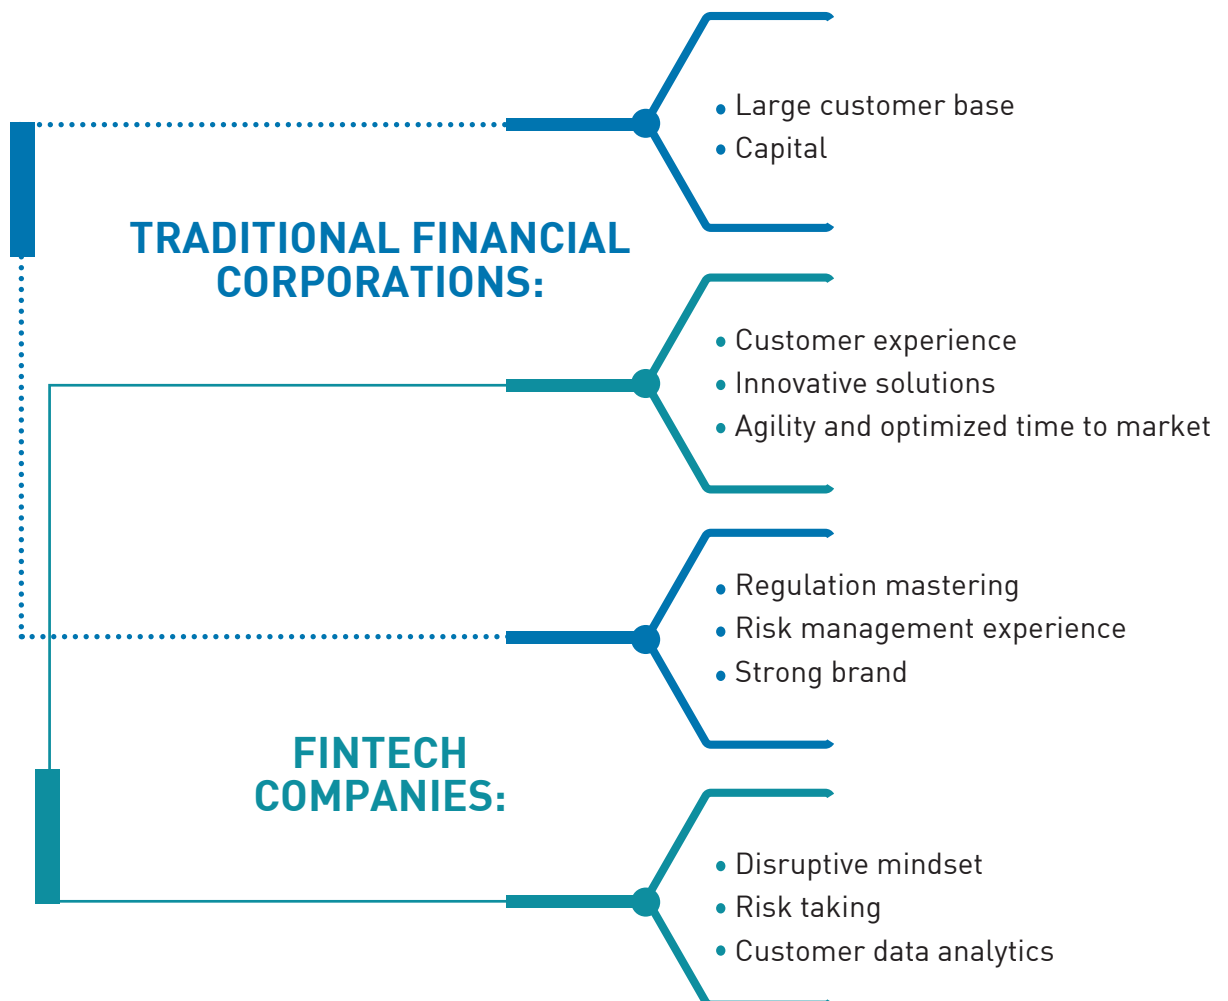 • Large customer base
• Capital
TRADITIONAL FINANCIAL
CORPORATIONS:
• Customer experience
• Innovative solutions
• Agility and optimized time to market
• Regulation mastering
• Risk management experience
• Strong brand
FINTECH
COMPANIES:
• Disruptive mindset
• Risk taking
• Customer data analytics